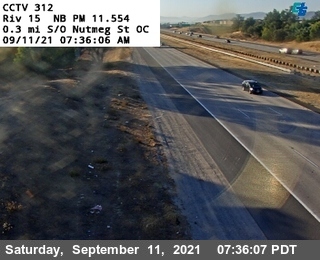 CCTV 312
Riv 15 NB PM 11.554
0.3 mi S/O Nutmeg St OC
09/11/21 07:36:06 AM
Saturday, September 11, 2021 07:36:07 PDT